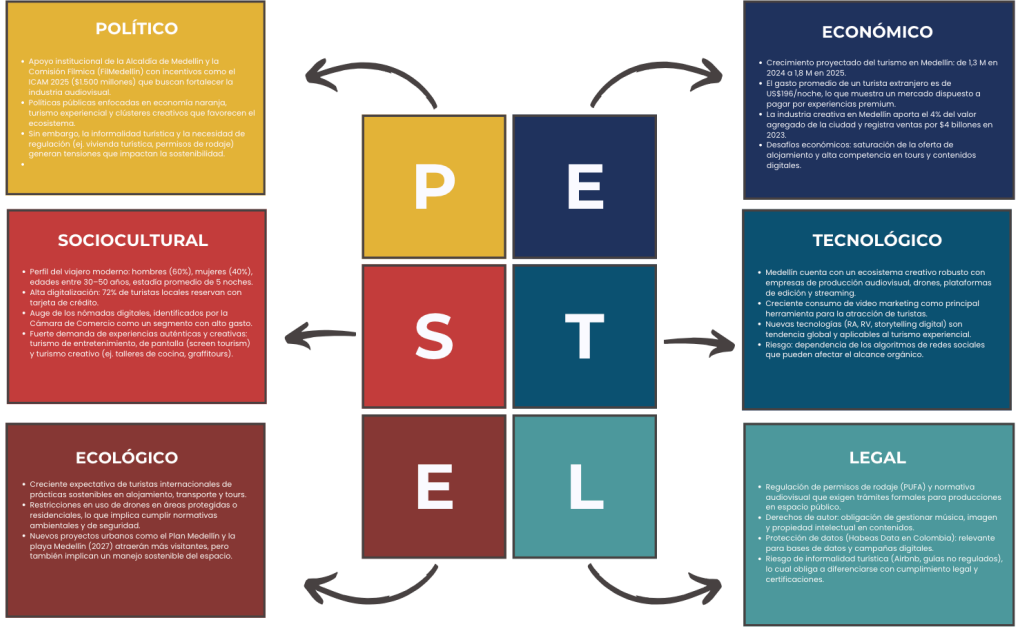 POLÍTICO
• Apoyo institucional de la Alcaldía de Medellín y la
Comisión Fílmica (FilMedellín) con incentivos como el
ICAM 2025 ($1.500 millones) que buscan fortalecer la
industria audiovisual.
• Políticas públicas enfocadas en economía naranja,
turismo experiencial y clústeres creativos que favorecen el
ecosistema.
• Sin embargo, la informalidad turística y la necesidad de
regulación (ej. vivienda turística, permisos de rodaje)
generan tensiones que impactan la sostenibilidad.
•
ECONÓMICO
• Crecimiento proyectado del turismo en Medellín: de 1,3 M en
2024 a 1,8 M en 2025.
• El gasto promedio de un turista extranjero es de
US$196/noche, lo que muestra un mercado dispuesto a
pagar por experiencias premium.
• La industria creativa en Medellín aporta el 4% del valor
agregado de la ciudad y registra ventas por $4 billones en
2023.
• Desafíos económicos: saturación de la oferta de
alojamiento y alta competencia en tours y contenidos
digitales.
P
E
SOCIOCULTURAL
• Perfil del viajero moderno: hombres (60%), mujeres (40%),
edades entre 30–50 años, estadía promedio de 5 noches.
• Alta digitalización: 72% de turistas locales reservan con
tarjeta de crédito.
• Auge de los nómadas digitales, identificados por la
Cámara de Comercio como un segmento con alto gasto.
• Fuerte demanda de experiencias auténticas y creativas:
turismo de entretenimiento, de pantalla (screen tourism)
y turismo creativo (ej. talleres de cocina, graffitours).
S
T
TECNOLÓGICO
• Medellín cuenta con un ecosistema creativo robusto con
empresas de producción audiovisual, drones, plataformas
de edición y streaming.
• Creciente consumo de video marketing como principal
herramienta para la atracción de turistas.
• Nuevas tecnologías (RA, RV, storytelling digital) son
tendencia global y aplicables al turismo experiencial.
• Riesgo: dependencia de los algoritmos de redes sociales
que pueden afectar el alcance orgánico.
ECOLÓGICO
• Creciente expectativa de turistas internacionales de
prácticas sostenibles en alojamiento, transporte y tours.
• Restricciones en uso de drones en áreas protegidas o
residenciales, lo que implica cumplir normativas
ambientales y de seguridad.
• Nuevos proyectos urbanos como el Plan Medellín y la
playa Medellín (2027) atraerán más visitantes, pero
también implican un manejo sostenible del espacio.
E
L
LEGAL
• Regulación de permisos de rodaje (PUFA) y normativa
audiovisual que exigen trámites formales para producciones
en espacio público.
• Derechos de autor: obligación de gestionar música, imagen
y propiedad intelectual en contenidos.
• Protección de datos (Habeas Data en Colombia): relevante
para bases de datos y campañas digitales.
• Riesgo de informalidad turística (Airbnb, guías no regulados),
lo cual obliga a diferenciarse con cumplimiento legal y
certificaciones.